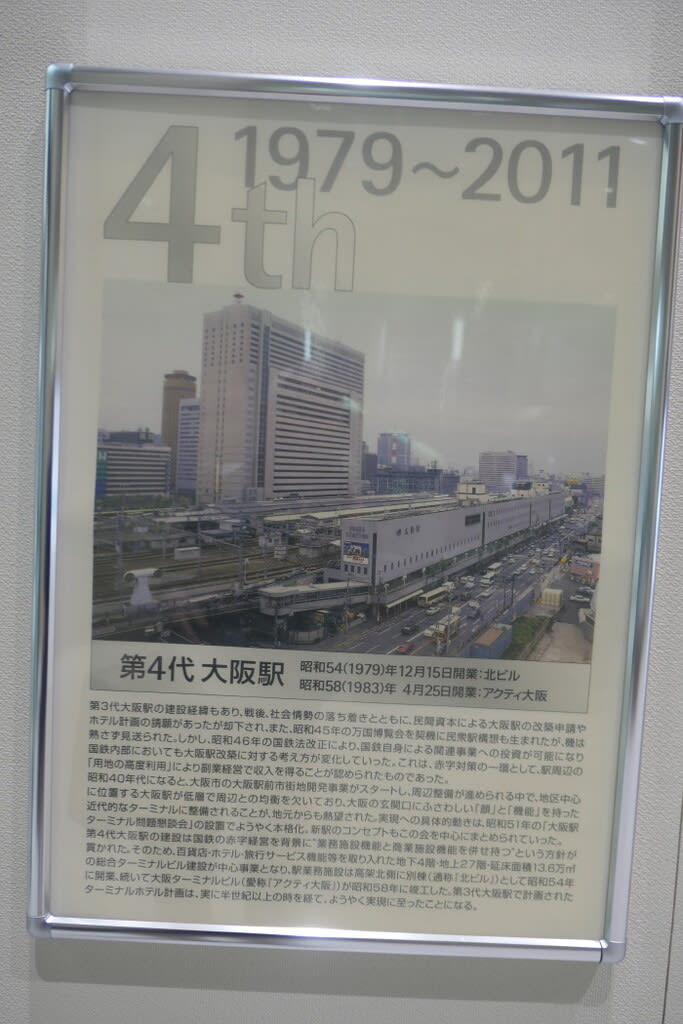 4th
1979～2011
第4代 大阪駅
昭和54(1979)年12月15日開業：北ビル
昭和58(1983)年 4月25日開業：アクティ大阪
第3代大阪駅の建設経緯もあり、戦後、社会情勢の落ち着きとともに、民間資本による大阪駅の改築申請や
ホテル計画の請願があったが却下され、また、昭和45年の万国博覧会を契機に民衆駅構想も生まれたが、機は
熟さず見送られた。しかし、昭和46年の国鉄法改正により、国鉄自身による関連事業への投資が可能になり
国鉄内部においても大阪駅改築に対する考え方が変化していった。これは、赤字対策の一環として、駅周辺の
「用地の高度利用」により副業経営で収入を得ることが認められたものであった。
昭和40年代になると、大阪市の大阪駅前市街地開発事業がスタートし、周辺整備が進められる中で、地区中心
に位置する大阪駅が低層で周辺との均衡を欠いており、大阪の玄関口にふさわしい「顔」と「機能」を持った
近代的なターミナルに整備されることが、地元からも熱望された。実現への具体的動きは、昭和51年の「大阪駅
ターミナル問題懇談会」の設置でようやく本格化。新駅のコンセプトもこの会を中心にまとめられていった。
第4代大阪駅の建設は国鉄の赤字経営を背景に“業務施設機能と商業施設機能を併せ持つ”という方針が
貫かれた。そのため、百貨店・ホテル・旅行サービス機能等を取り入れた地下4階・地上27階・延床面積13.6万㎡
の総合ターミナルビル建設が中心事業となり、駅業務施設は高架北側に別棟(通称「北ビル」)として昭和54年
に開業、続いて大阪ターミナルビル(愛称「アクティ大阪」)が昭和58年に竣工した。第3代大阪駅で計画された
ターミナルホテル計画は、実に半世紀以上の時を経て、ようやく実現に至ったことになる。